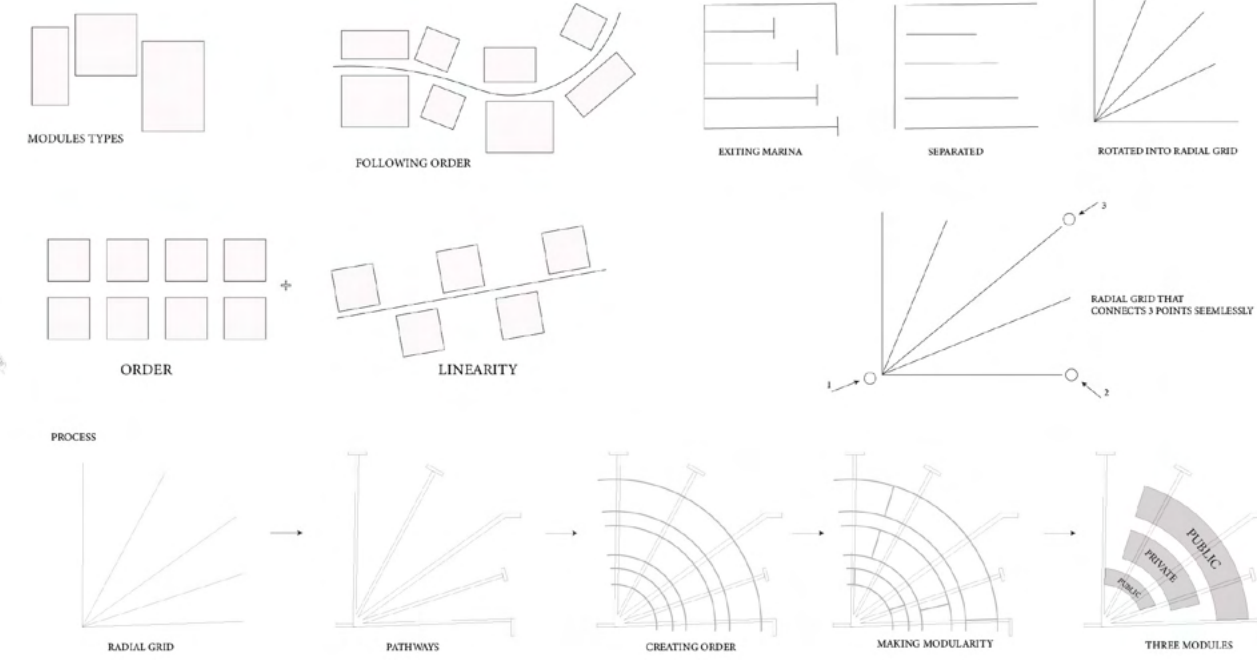 MODULES TYPES
FOLLOWING ORDER
EXITING MARINA
SEPARATED
ROTATED INTO RADIAL GRID
ORDER
LINEARITY
3
RADIAL GRID THAT
CONNECTS 3 POINTS SEEMLESSLY
1
2
PROCESS
RADIAL GRID
PATHWAYS
CREATING ORDER
MAKING MODULARITY
PUBLIC
PRIVATE
PUBLIC
THREE MODULES